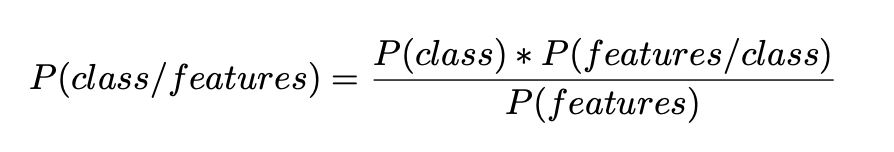 P(class/features) = P(class) * P(features/class)
P(features)